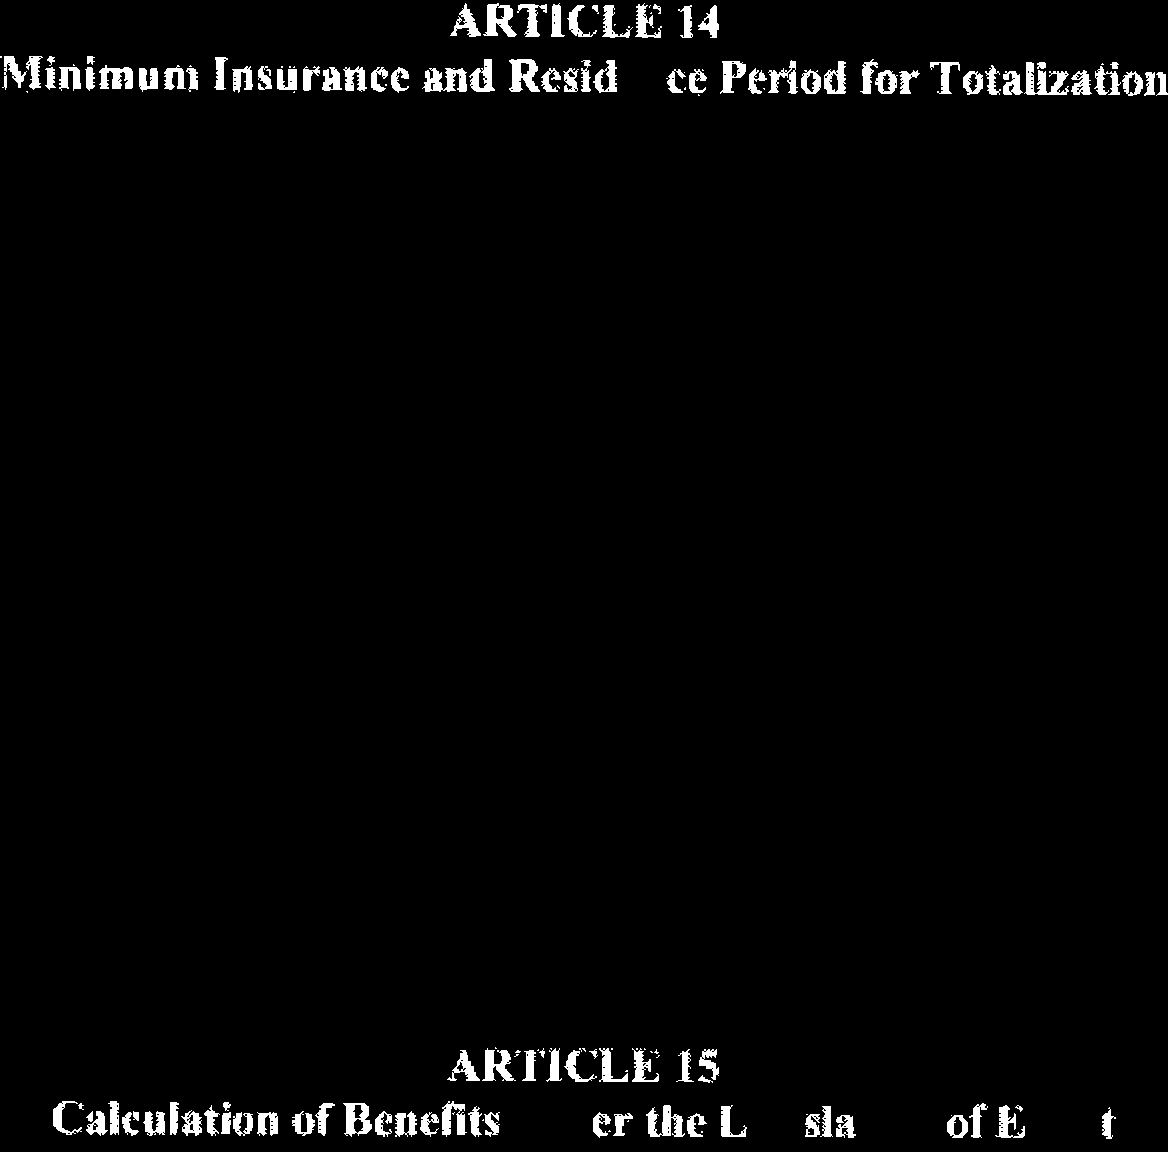 ARTICLE 14
Minimum Insurance and Resid ce Period for Totalization
ARTICLE 15
Calculation of Benefits er the L sla of E t